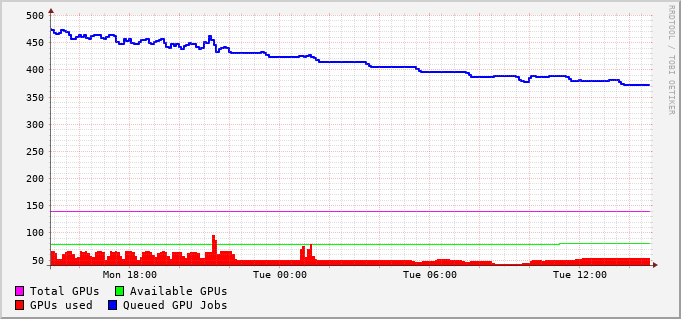 500
450
400
350
300
250
200
150
100
50
Mon 18:00 Tue 00:00 Tue 06:00 Tue 12:00
Total GPUs Available GPUs
GPUs used Queued GPU Jobs
RRDTOOL / TOBI OETIKER